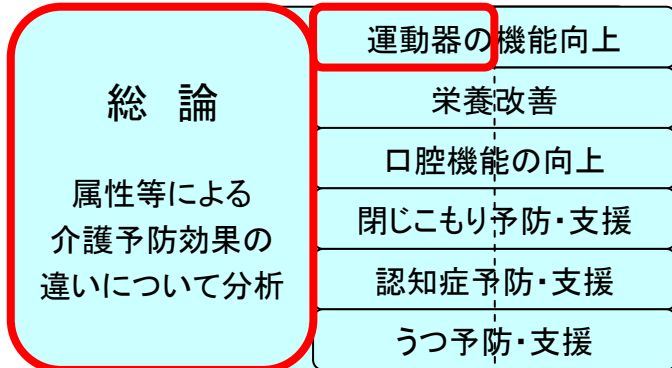 総 論
属性等による
介護予防効果の
違いについて分析
運動器の機能向上
栄養改善
口腔機能の向上
閉じこもり予防・支援
認知症予防・支援
うつ予防・支援